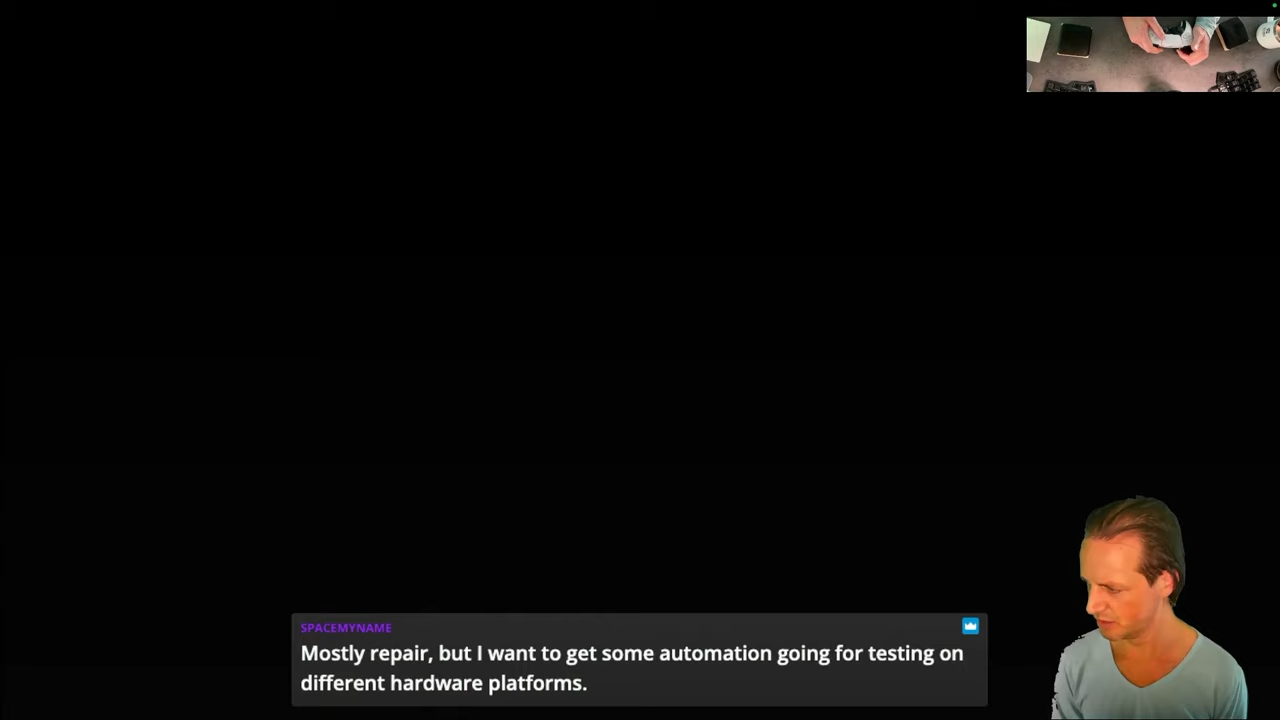 SPACEMYNAME
Mostly repair, but I want to get some automation going for testing on
different hardware platforms.